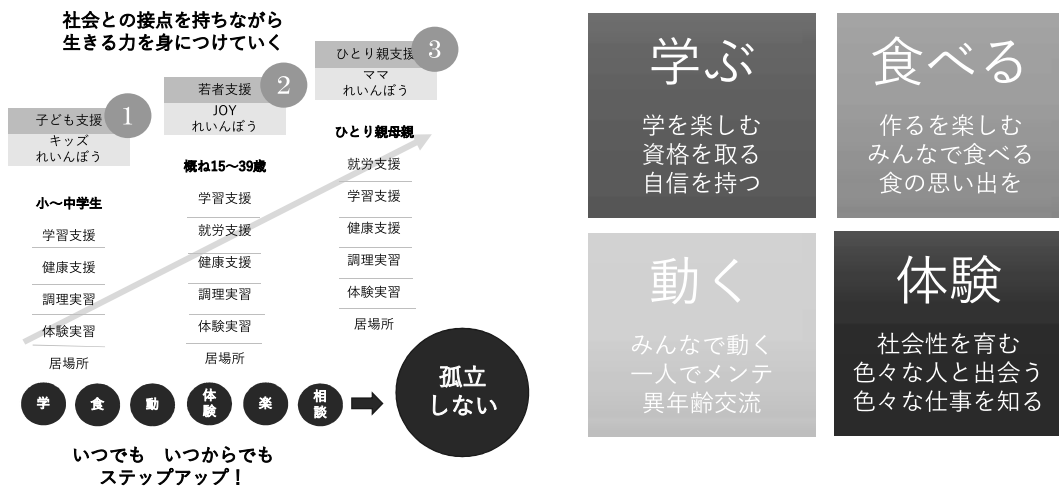 社会との接点を持ちながら
生きる力を身につけていく
1
子ども支援
キッズ
れいんぼう
小〜中学生
学習支援
健康支援
調理実習
体験実習
居場所
2
若者支援
JOY
れいんぼう
概ね15〜39歳
学習支援
就労支援
健康支援
調理実習
体験実習
居場所
3
ひとり親支援
ママ
れいんぼう
ひとり親母親
就労支援
学習支援
健康支援
調理実習
体験実習
居場所
学
食
動
体験
楽
相談
孤立
しない
いつでも　いつからでも
ステップアップ！
学ぶ
学を楽しむ
資格を取る
自信を持つ
食べる
作るを楽しむ
みんなで食べる
食の思い出を
動く
みんなで動く
一人でメンテ
異年齢交流
体験
社会性を育む
色々な人と出会う
色々な仕事を知る